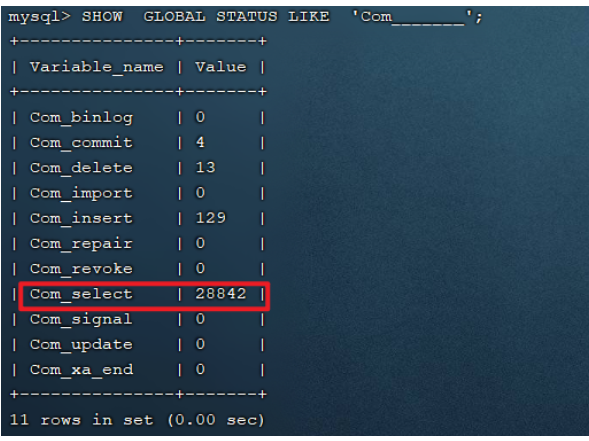 mysql> SHOW  GLOBAL STATUS LIKE  'Com_______';
+---------------+-------+
| Variable_name | Value |
+---------------+-------+
| Com_binlog    | 0     |
| Com_commit    | 4     |
| Com_delete    | 13    |
| Com_import    | 0     |
| Com_insert    | 129   |
| Com_repair    | 0     |
| Com_revoke    | 0     |
| Com_select    | 28842 |
| Com_signal    | 0     |
| Com_update    | 0     |
| Com_xa_end    | 0     |
+---------------+-------+
11 rows in set (0.00 sec)